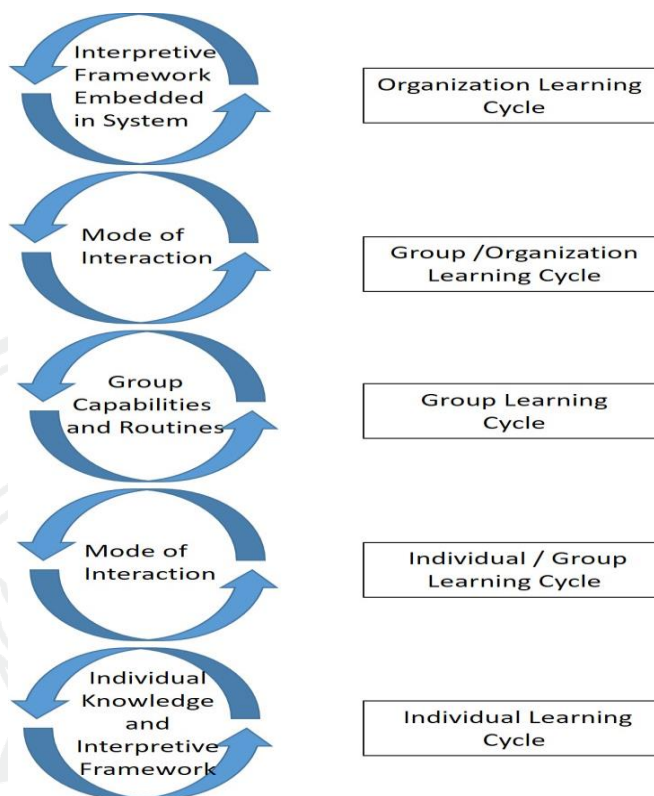 Interpretive
Framework
Embedded
in System
Organization Learning
Cycle
Mode of
Interaction
Group /Organization
Learning Cycle
Group
Capabilities
and Routines
Group Learning
Cycle
Mode of
Interaction
Individual / Group
Learning Cycle
Individual
Knowledge
and
Interpretive
Framework
Individual Learning
Cycle